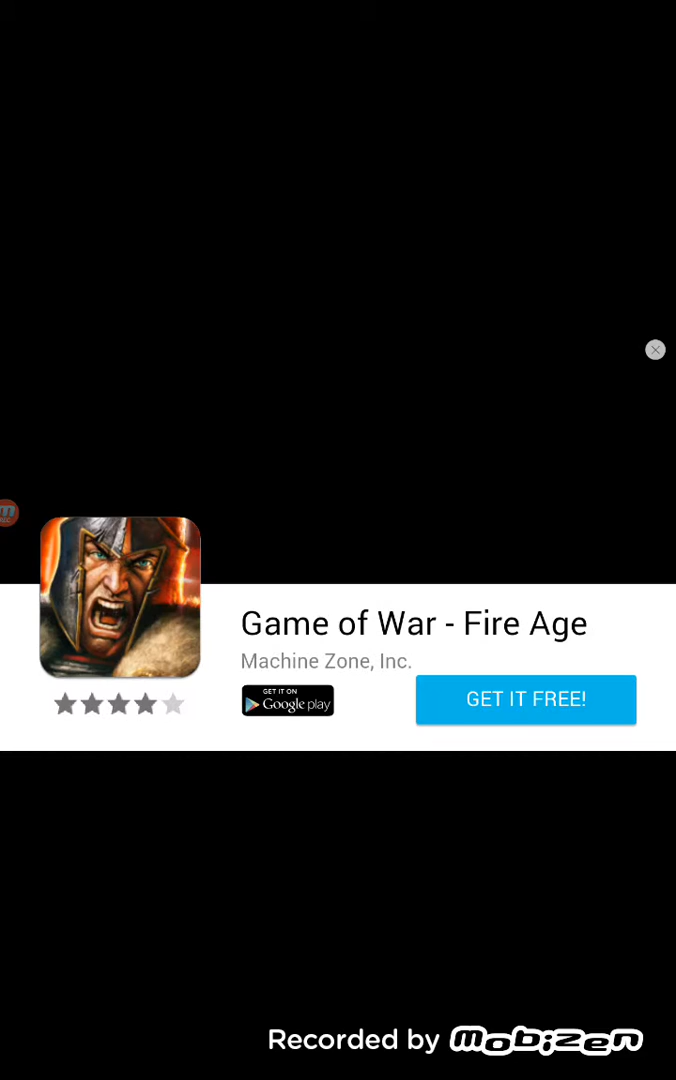 Game of War - Fire Age
Machine Zone, Inc.
GET IT ON
Google play
GET IT FREE!
Recorded by mobizen